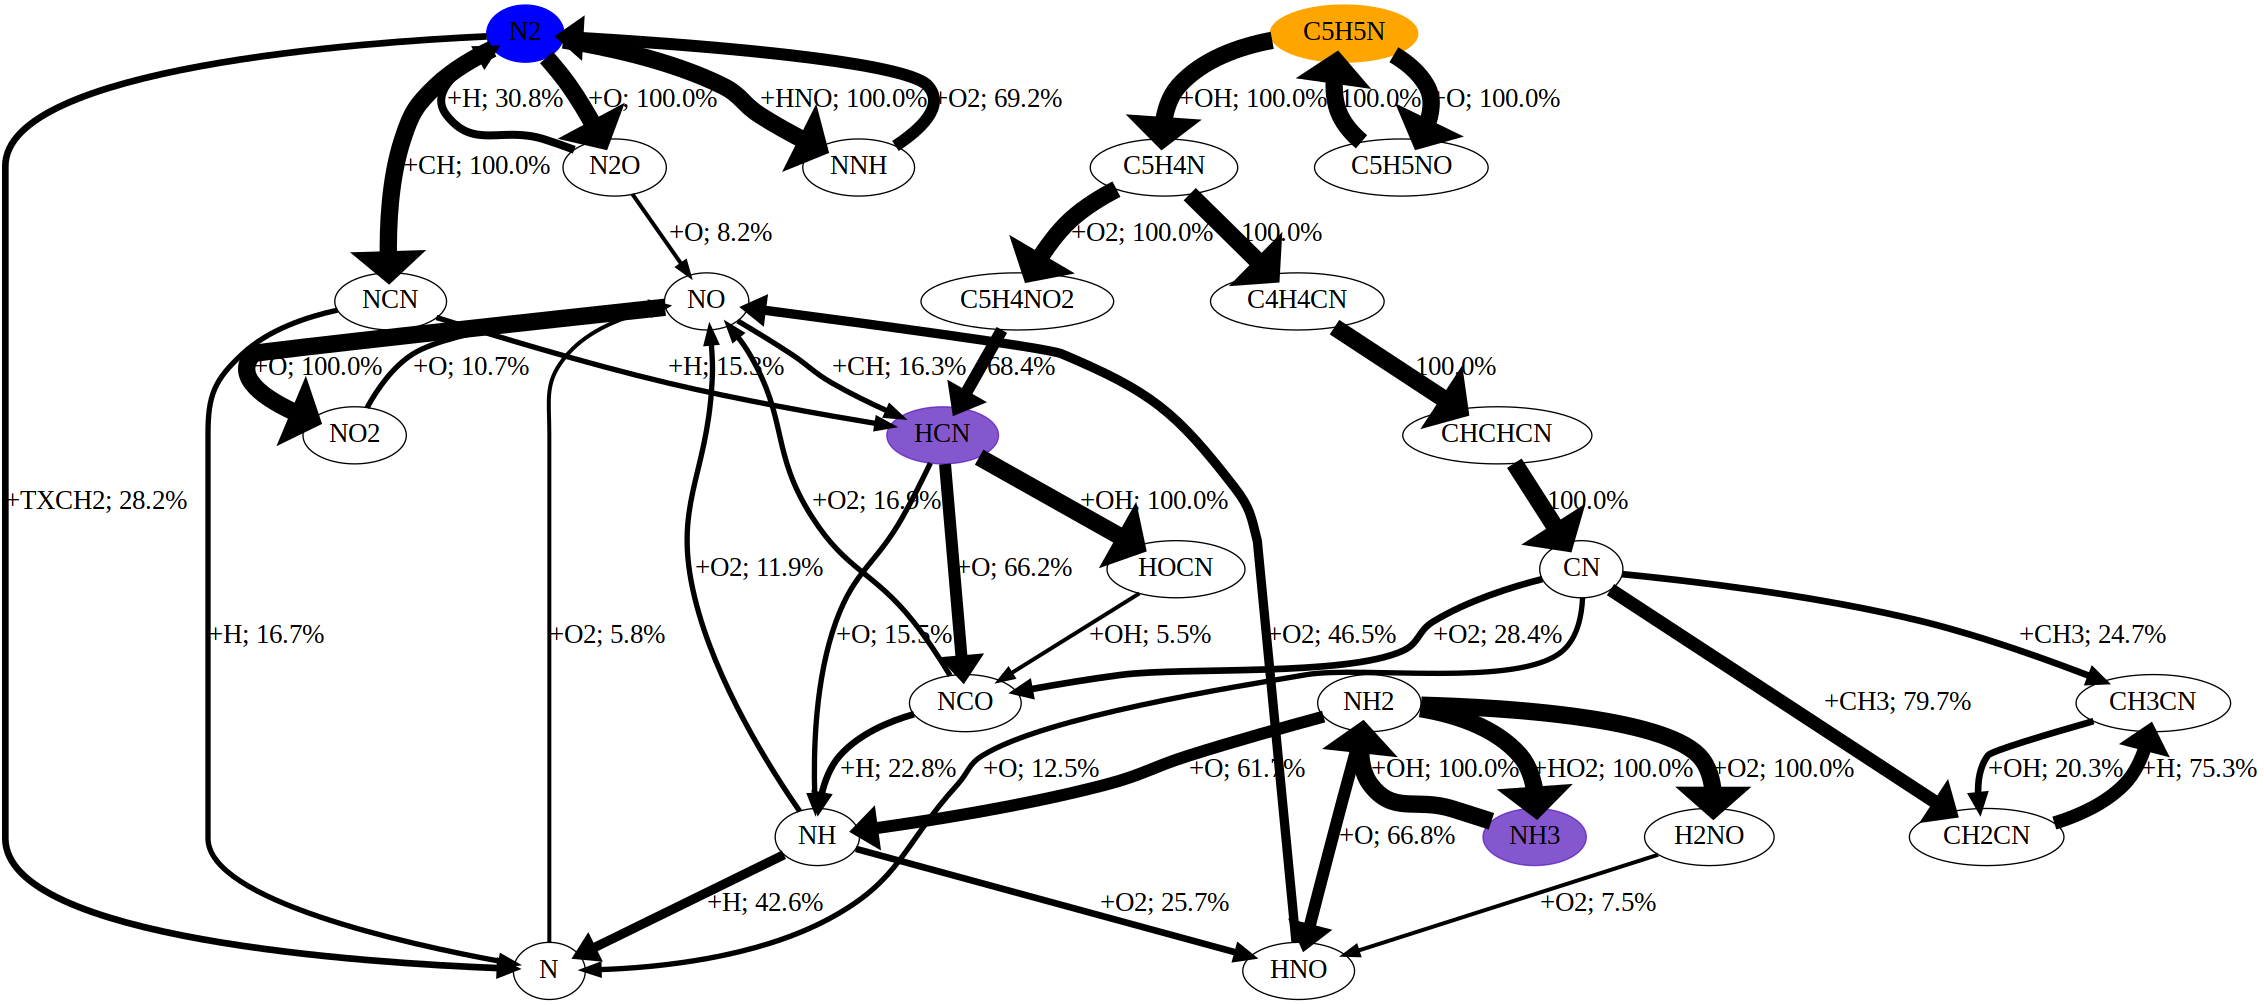 N2
C5H5N
+H; 30.8%
+O; 100.0%
+HNO; 100.0%
+O2; 69.2%
+OH; 100.0%
100.0%
+O; 100.0%
+CH; 100.0%
N2O
NNH
C5H4N
C5H5NO
+O; 8.2%
+O2; 100.0%
100.0%
NCN
NO
C5H4NO2
C4H4CN
+O; 100.0%
+O; 10.7%
+H; 15.3%
+CH; 16.3%
68.4%
100.0%
NO2
HCN
CHCHCN
+TXCH2; 28.2%
+O2; 16.9%
+OH; 100.0%
100.0%
+O2; 11.9%
+O; 66.2%
HOCN
CN
+H; 16.7%
+O2; 5.8%
+O; 15.5%
+OH; 5.5%
+O2; 46.5%
+O2; 28.4%
+CH3; 24.7%
NCO
NH2
+CH3; 79.7%
CH3CN
+H; 22.8%
+O; 12.5%
+O; 61.7%
+OH; 100.0%
+HO2; 100.0%
+O2; 100.0%
+OH; 20.3%
+H; 75.3%
NH
+O; 66.8%
NH3
H2NO
CH2CN
+H; 42.6%
+O2; 25.7%
+O2; 7.5%
N
HNO